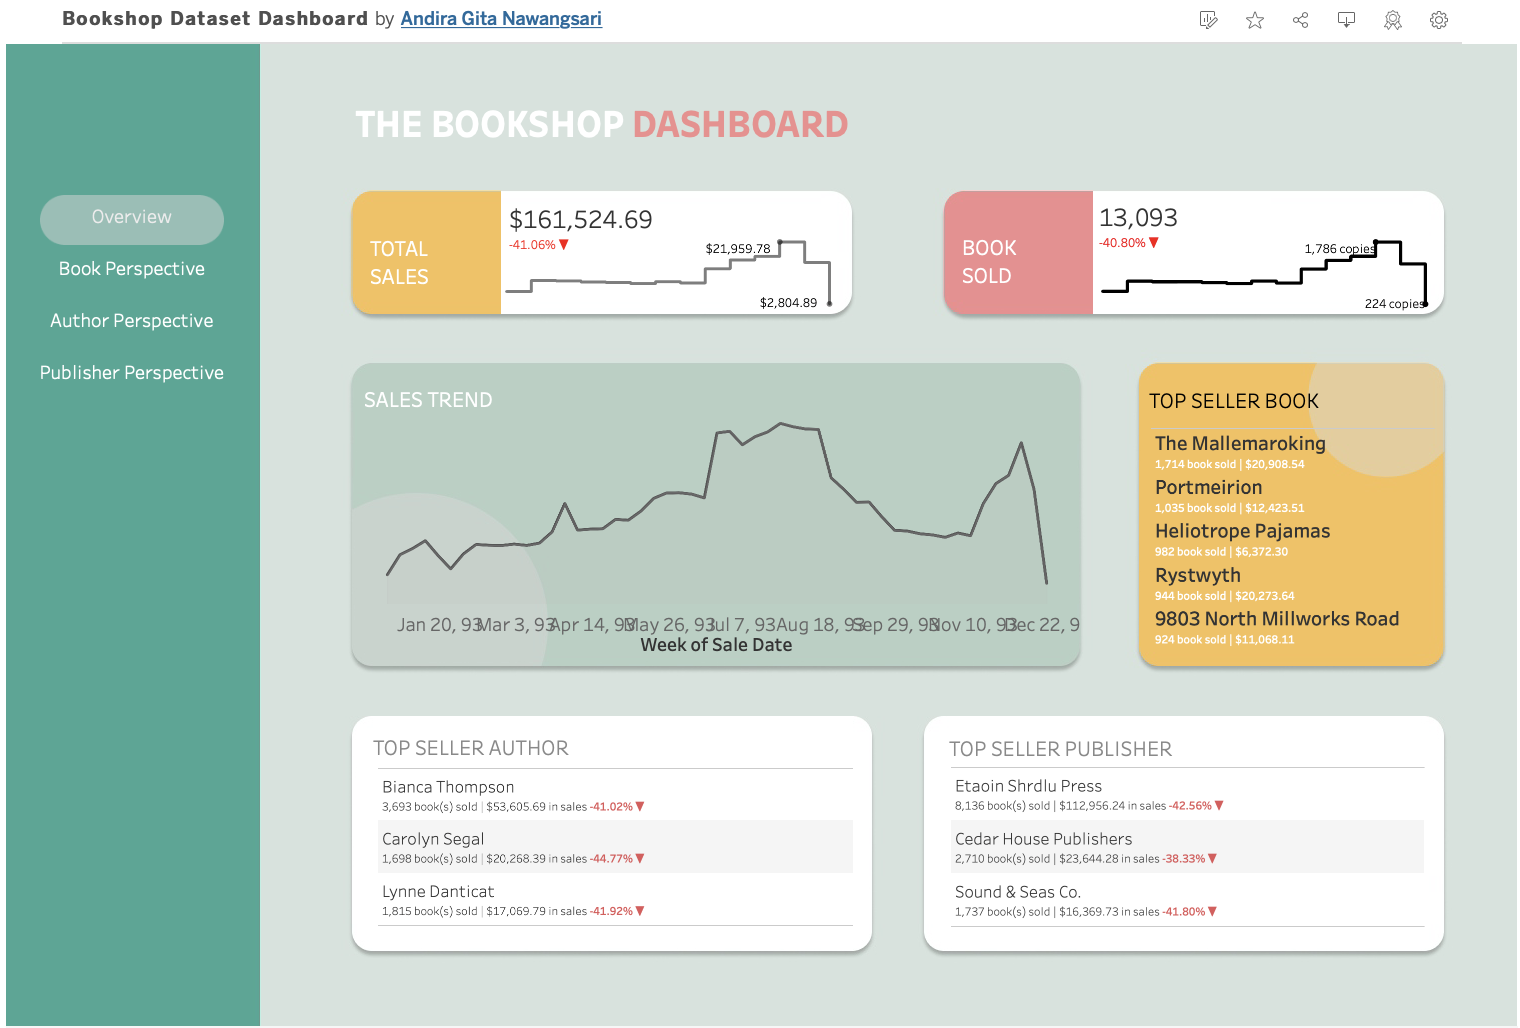 Bookshop Dataset Dashboard by Andira Gita Nawangsari
THE BOOKSHOP DASHBOARD
Overview
Book Perspective
Author Perspective
Publisher Perspective
TOTAL
SALES
$161,524.69
-41.06% ▼
$21,959.78
$2,804.89
BOOK
SOLD
13,093
-40.80% ▼
1,786 copies
224 copies
SALES TREND
Jan 20, 93
Mar 3, 93
Apr 14, 93
May 26, 93
Jul 7, 93
Aug 18, 93
Sep 29, 93
Nov 10, 93
Dec 22, 9
Week of Sale Date
TOP SELLER BOOK
The Mallemaroking
1,714 book sold | $20,908.54
Portmeirion
1,035 book sold | $12,423.51
Heliotrope Pajamas
982 book sold | $6,372.30
Rystwyth
944 book sold | $20,273.64
9803 North Millworks Road
924 book sold | $11,068.11
TOP SELLER AUTHOR
Bianca Thompson
3,693 book(s) sold | $53,605.69 in sales -41.02% ▼
Carolyn Segal
1,698 book(s) sold | $20,268.39 in sales -44.77% ▼
Lynne Danticat
1,815 book(s) sold | $17,069.79 in sales -41.92% ▼
TOP SELLER PUBLISHER
Etaoin Shrdlu Press
8,136 book(s) sold | $112,956.24 in sales -42.56% ▼
Cedar House Publishers
2,710 book(s) sold | $23,644.28 in sales -38.33% ▼
Sound & Seas Co.
1,737 book(s) sold | $16,369.73 in sales -41.80% ▼